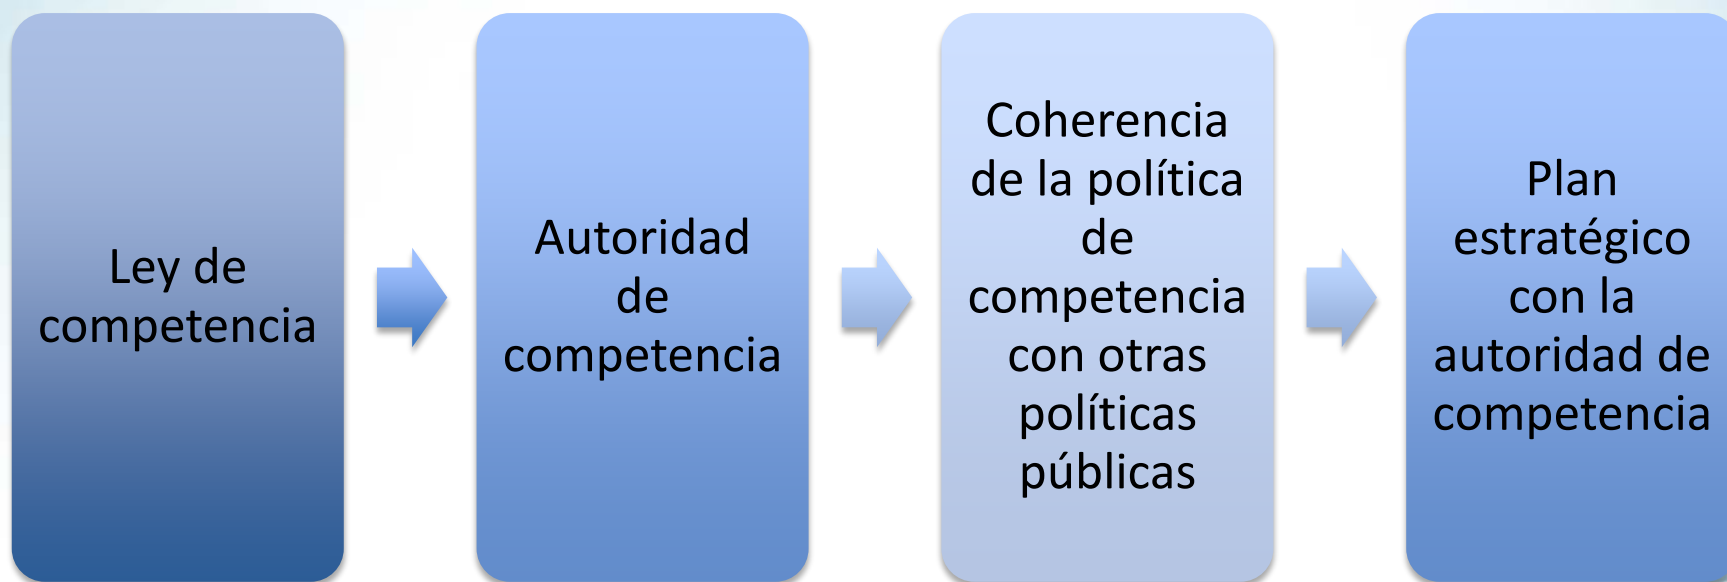 Ley de
competencia
Autoridad
de
competencia
Coherencia
de la política
de
competencia
con otras
políticas
públicas
Plan
estratégico
con la
autoridad de
competencia